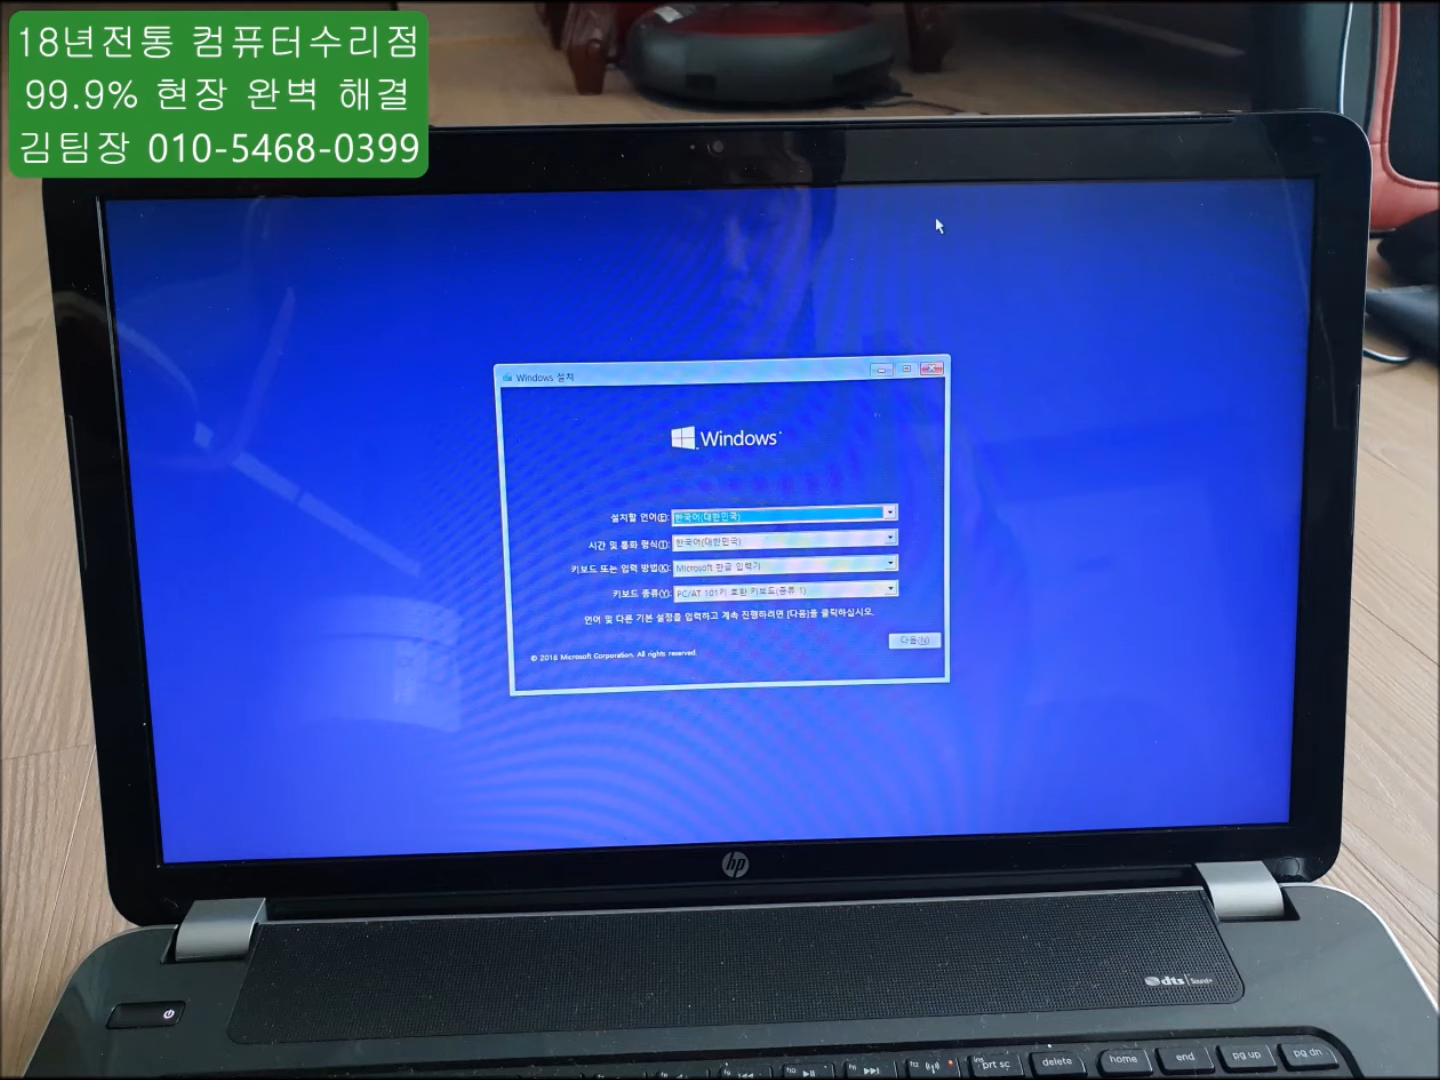 18년전통 컴퓨터수리점
99.9% 현장 완벽 해결
김팀장 010-5468-0399
Windows 설치
Windows
설치할 언어(E): 한국어(대한민국)
시간 및 통화 형식(T): 한국어(대한민국)
키보드 또는 입력 방법(K): Microsoft 한글 입력기
키보드 종류(Y): PC/AT 101키 호환 키보드(종류 1)
언어 및 다른 기본 설정을 입력하고 계속 진행하려면 [다음]을 클릭하십시오.
다음(N)
© 2018 Microsoft Corporation. All rights reserved.
hp
dts Sound+
prt sc
delete
home
end
pg up
pg dn